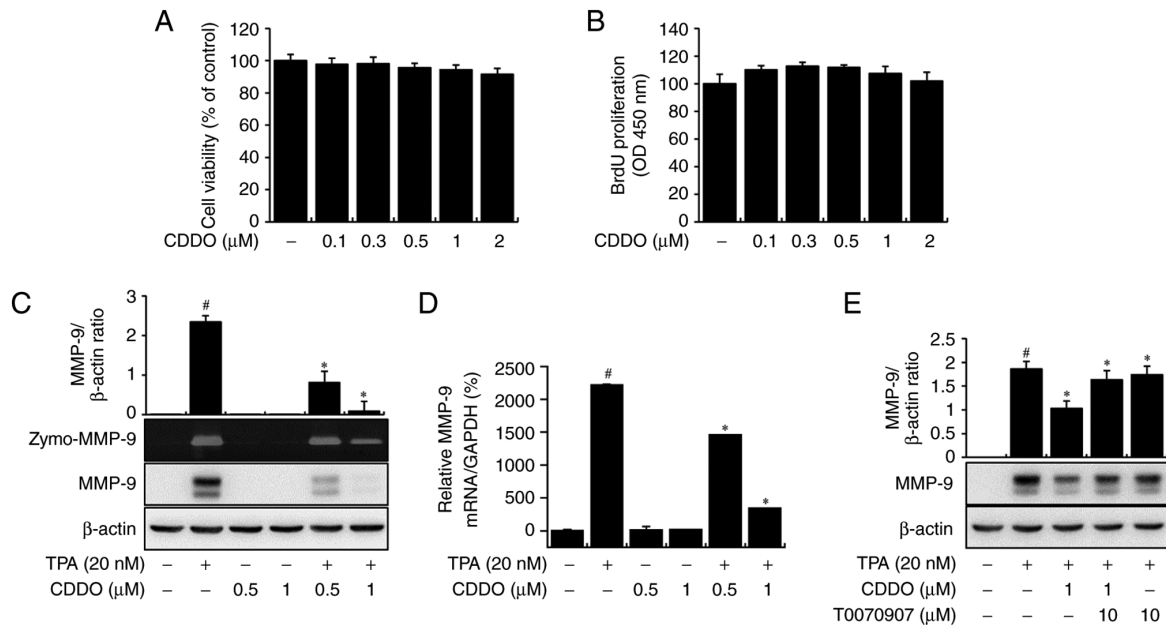 A
Cell viability (% of control)
120
100
80
60
40
20
0
CDDO (μM) – 0.1 0.3 0.5 1 2
B
BrdU proliferation
(OD 450 nm)
140
120
100
80
60
40
20
0
CDDO (μM) – 0.1 0.3 0.5 1 2
C
MMP-9/
β-actin ratio
3
2
1
0
#
*
*
Zymo-MMP-9
MMP-9
β-actin
TPA (20 nM) – + – – + +
CDDO (μM) – – 0.5 1 0.5 1
D
Relative MMP-9
mRNA/GAPDH (%)
2500
2200
1500
1000
500
0
#
*
*
TPA (20 nM) – + – – + +
CDDO (μM) – – 0.5 1 0.5 1
E
MMP-9/
β-actin ratio
2.5
2
1.5
1
0
#
*
*
*
MMP-9
β-actin
TPA (20 nM) – + + + +
CDDO (μM) – – 1 1 –
T0070907 (μM) – – – 10 10